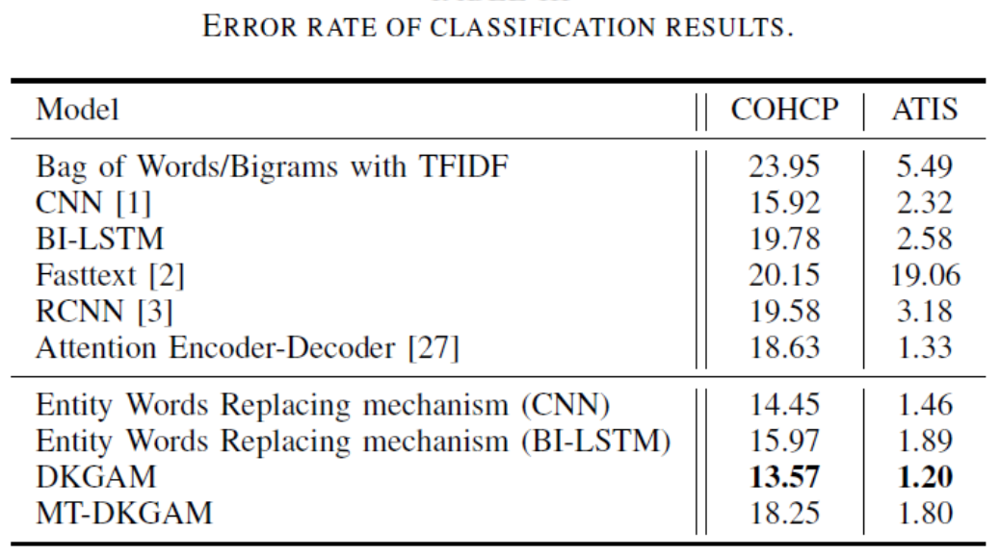 ERROR RATE OF CLASSIFICATION RESULTS.
Model COHCP ATIS
Bag of Words/Bigrams with TFIDF 23.95 5.49
CNN [1] 15.92 2.32
BI-LSTM 19.78 2.58
Fasttext [2] 20.15 19.06
RCNN [3] 19.58 3.18
Attention Encoder-Decoder [27] 18.63 1.33
Entity Words Replacing mechanism (CNN) 14.45 1.46
Entity Words Replacing mechanism (BI-LSTM) 15.97 1.89
DKGAM 13.57 1.20
MT-DKGAM 18.25 1.80